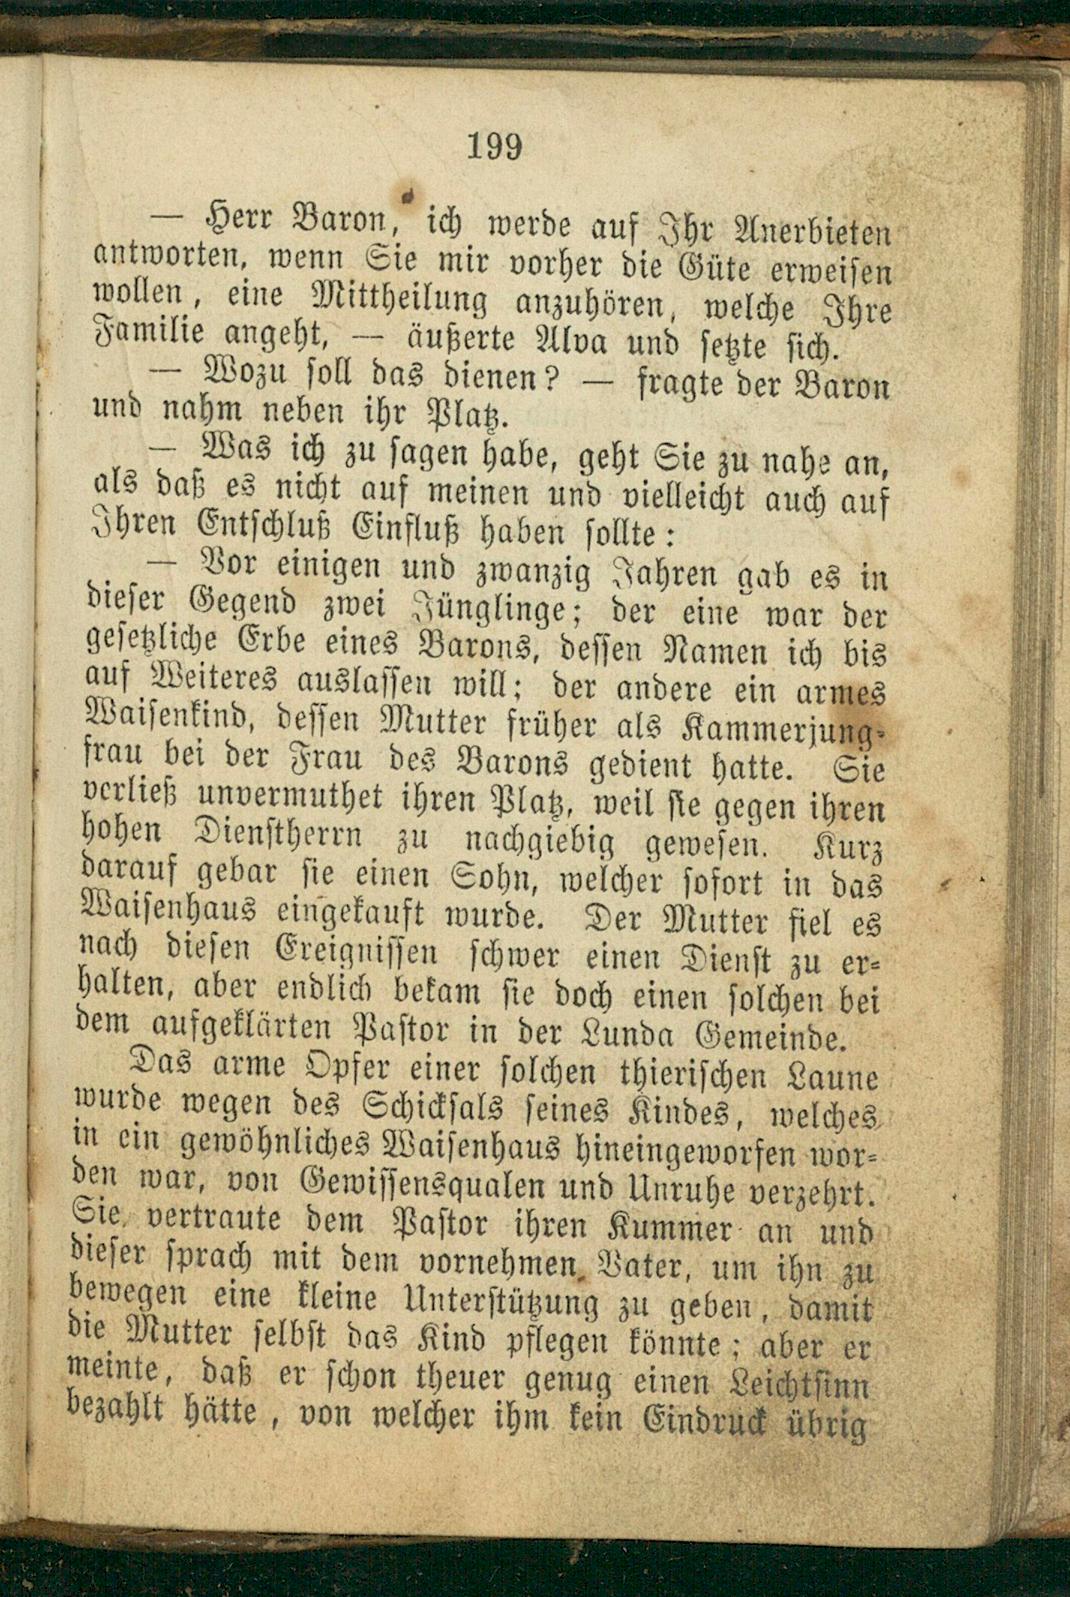 199
— Herr Baron, ich werde auf Ihr Anerbieten
antworten, wenn Sie mir vorher die Güte erweisen
wollen, eine Mittheilung anzuhören, welche Ihre
Familie angeht, — äußerte Alva und setzte sich.
— Wozu soll das dienen? — fragte der Baron
und nahm neben ihr Platz.
— Was ich zu sagen habe, geht Sie zu nahe an,
als daß es nicht auf meinen und vielleicht auch auf
Ihren Entschluß Einfluß haben sollte:
— Vor einigen und zwanzig Jahren gab es in
dieser Gegend zwei Jünglinge; der eine war der
gesetzliche Erbe eines Barons, dessen Namen ich bis
auf Weiteres auslassen will; der andere ein armes
Waisenkind, dessen Mutter früher als Kammerjung-
frau bei der Frau des Barons gedient hatte. Sie
verließ unvermuthet ihren Platz, weil sie gegen ihren
hohen Dienstherrn zu nachgiebig gewesen. Kurz
darauf gebar sie einen Sohn, welcher sofort in das
Waisenhaus eingekauft wurde. Der Mutter fiel es
nach diesen Ereignissen schwer einen Dienst zu er-
halten, aber endlich bekam sie doch einen solchen bei
dem aufgeklärten Pastor in der Lunda Gemeinde.
Das arme Opfer einer solchen thierischen Laune
wurde wegen des Schicksals seines Kindes, welches
in ein gewöhnliches Waisenhaus hineingeworfen wor-
den war, von Gewissensqualen und Unruhe verzehrt.
Sie vertraute dem Pastor ihren Kummer an und
dieser sprach mit dem vornehmen Vater, um ihn zu
bewegen eine kleine Unterstützung zu geben, damit
die Mutter selbst das Kind pflegen könnte; aber er
meinte, daß er schon theuer genug einen Leichtsinn
bezahlt hätte, von welcher ihm kein Eindruck übrig